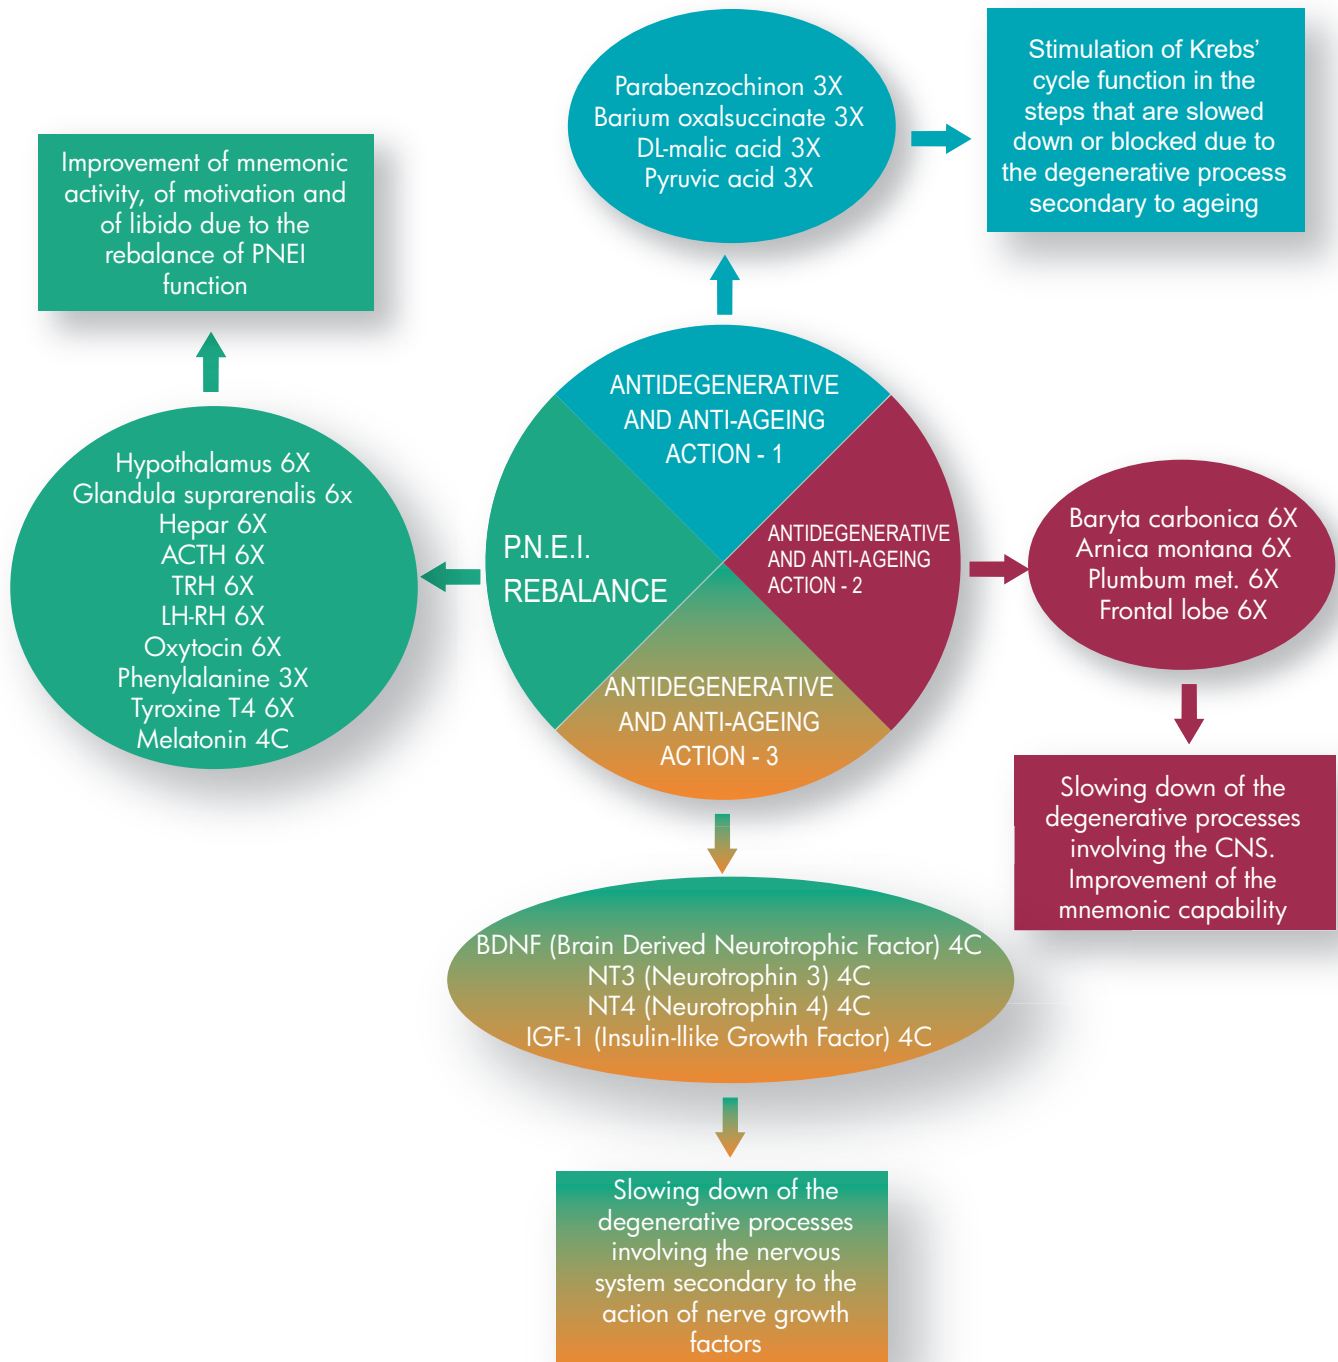 Parabenzochinon 3X
Barium oxalsuccinate 3X
DL-malic acid 3X
Pyruvic acid 3X
Stimulation of Krebs’
cycle function in the
steps that are slowed
down or blocked due to
the degenerative process
secondary to ageing
Improvement of mnemonic
activity, of motivation and
of libido due to the
rebalance of PNEI
function
ANTIDEGENERATIVE
AND ANTI-AGEING
ACTION - 1
Hypothalamus 6X
Glandula suprarenalis 6x
Hepar 6X
ACTH 6X
TRH 6X
LH-RH 6X
Oxytocin 6X
Phenylalanine 3X
Tyroxine T4 6X
Melatonin 4C
P.N.E.I.
REBALANCE
ANTIDEGENERATIVE
AND ANTI-AGEING
ACTION - 2
Baryta carbonica 6X
Arnica montana 6X
Plumbum met. 6X
Frontal lobe 6X
ANTIDEGENERATIVE
AND ANTI-AGEING
ACTION - 3
Slowing down of the
degenerative processes
involving the CNS.
Improvement of the
mnemonic capability
BDNF (Brain Derived Neurotrophic Factor) 4C
NT3 (Neurotrophin 3) 4C
NT4 (Neurotrophin 4) 4C
IGF-1 (Insulin-llike Growth Factor) 4C
Slowing down of the
degenerative processes
involving the nervous
system secondary to the
action of nerve growth
factors